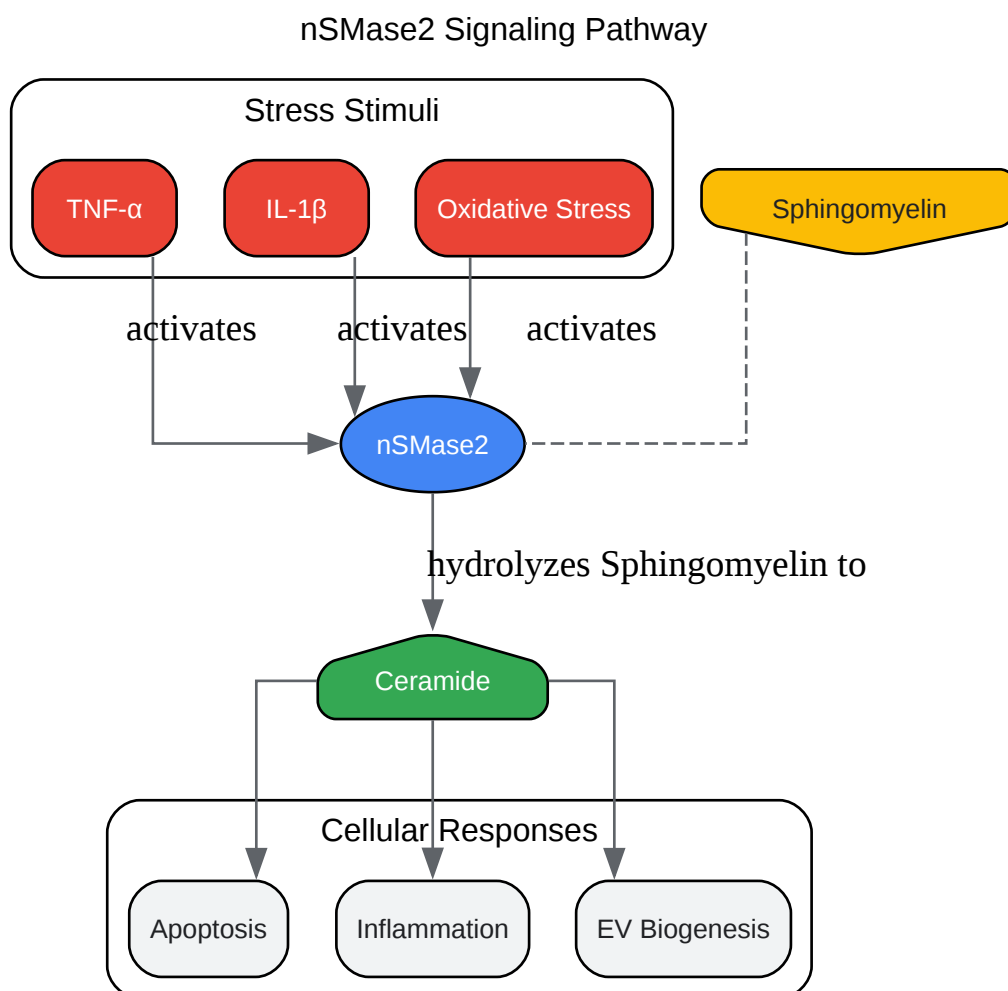 nSMase2 Signaling Pathway
Stress Stimuli
TNF-α
IL-1β
Oxidative Stress
Sphingomyelin
activates
activates
activates
nSMase2
hydrolyzes Sphingomyelin to
Ceramide
Cellular Responses
Apoptosis
Inflammation
EV Biogenesis